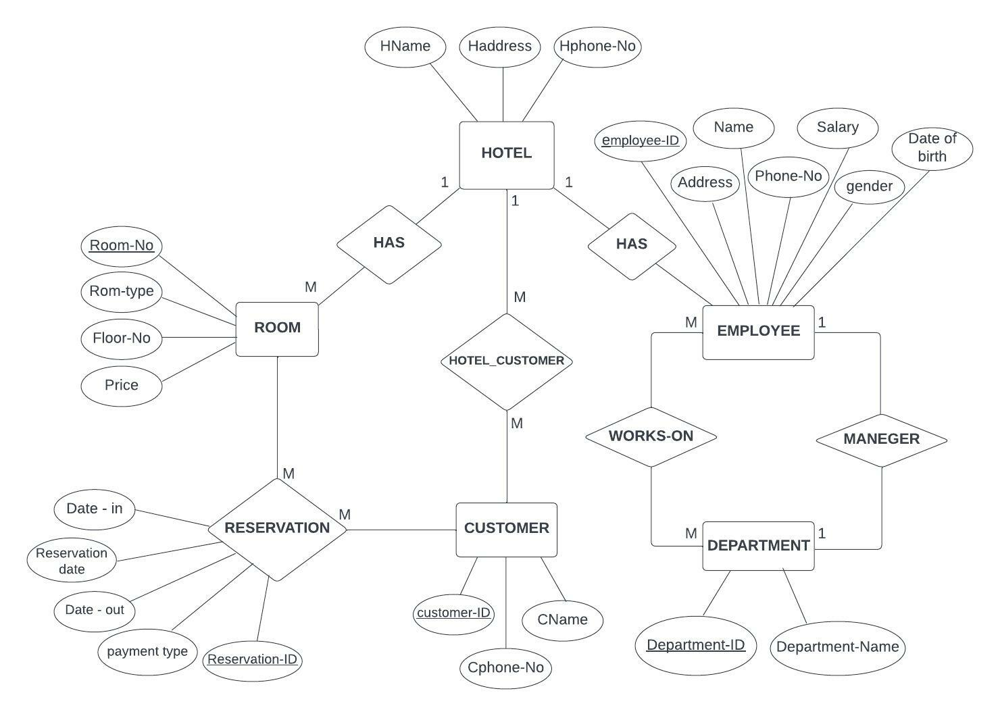 HName
Haddress
Hphone-No
HOTEL
employee-ID
Name
Salary
Date of
birth
Address
Phone-No
gender
1
1
1
HAS
HAS
Room-No
Rom-type
Floor-No
Price
M
M
ROOM
HOTEL_CUSTOMER
M
EMPLOYEE
1
M
WORKS-ON
MANEGER
M
M
Date - in
Reservation
date
Date - out
payment type
Reservation-ID
RESERVATION
CUSTOMER
customer-ID
Cphone-No
CName
M
DEPARTMENT
1
Department-ID
Department-Name